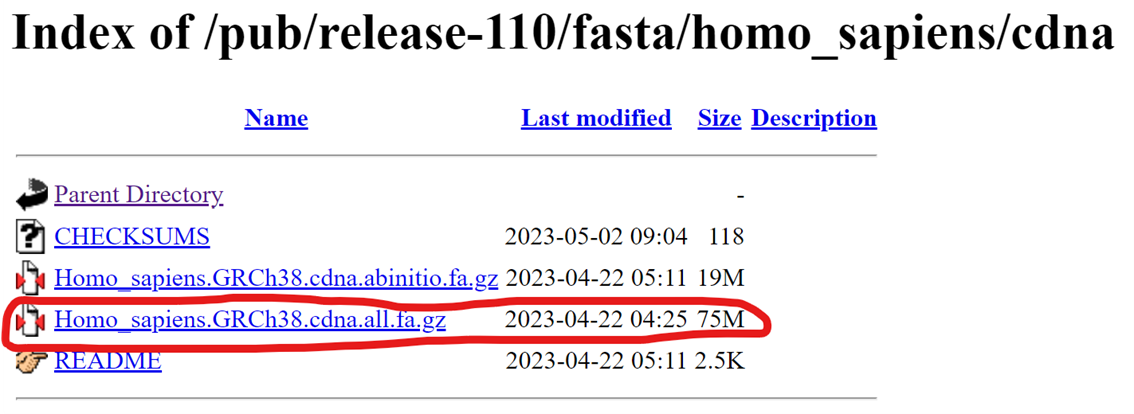 Index of /pub/release-110/fasta/homo_sapiens/cdna
Name Last modified Size Description
Parent Directory -
CHECKSUMS 2023-05-02 09:04 118
Homo_sapiens.GRCh38.cdna.abinitio.fa.gz 2023-04-22 05:11 19M
Homo_sapiens.GRCh38.cdna.all.fa.gz 2023-04-22 04:25 75M
README 2023-04-22 05:11 2.5K